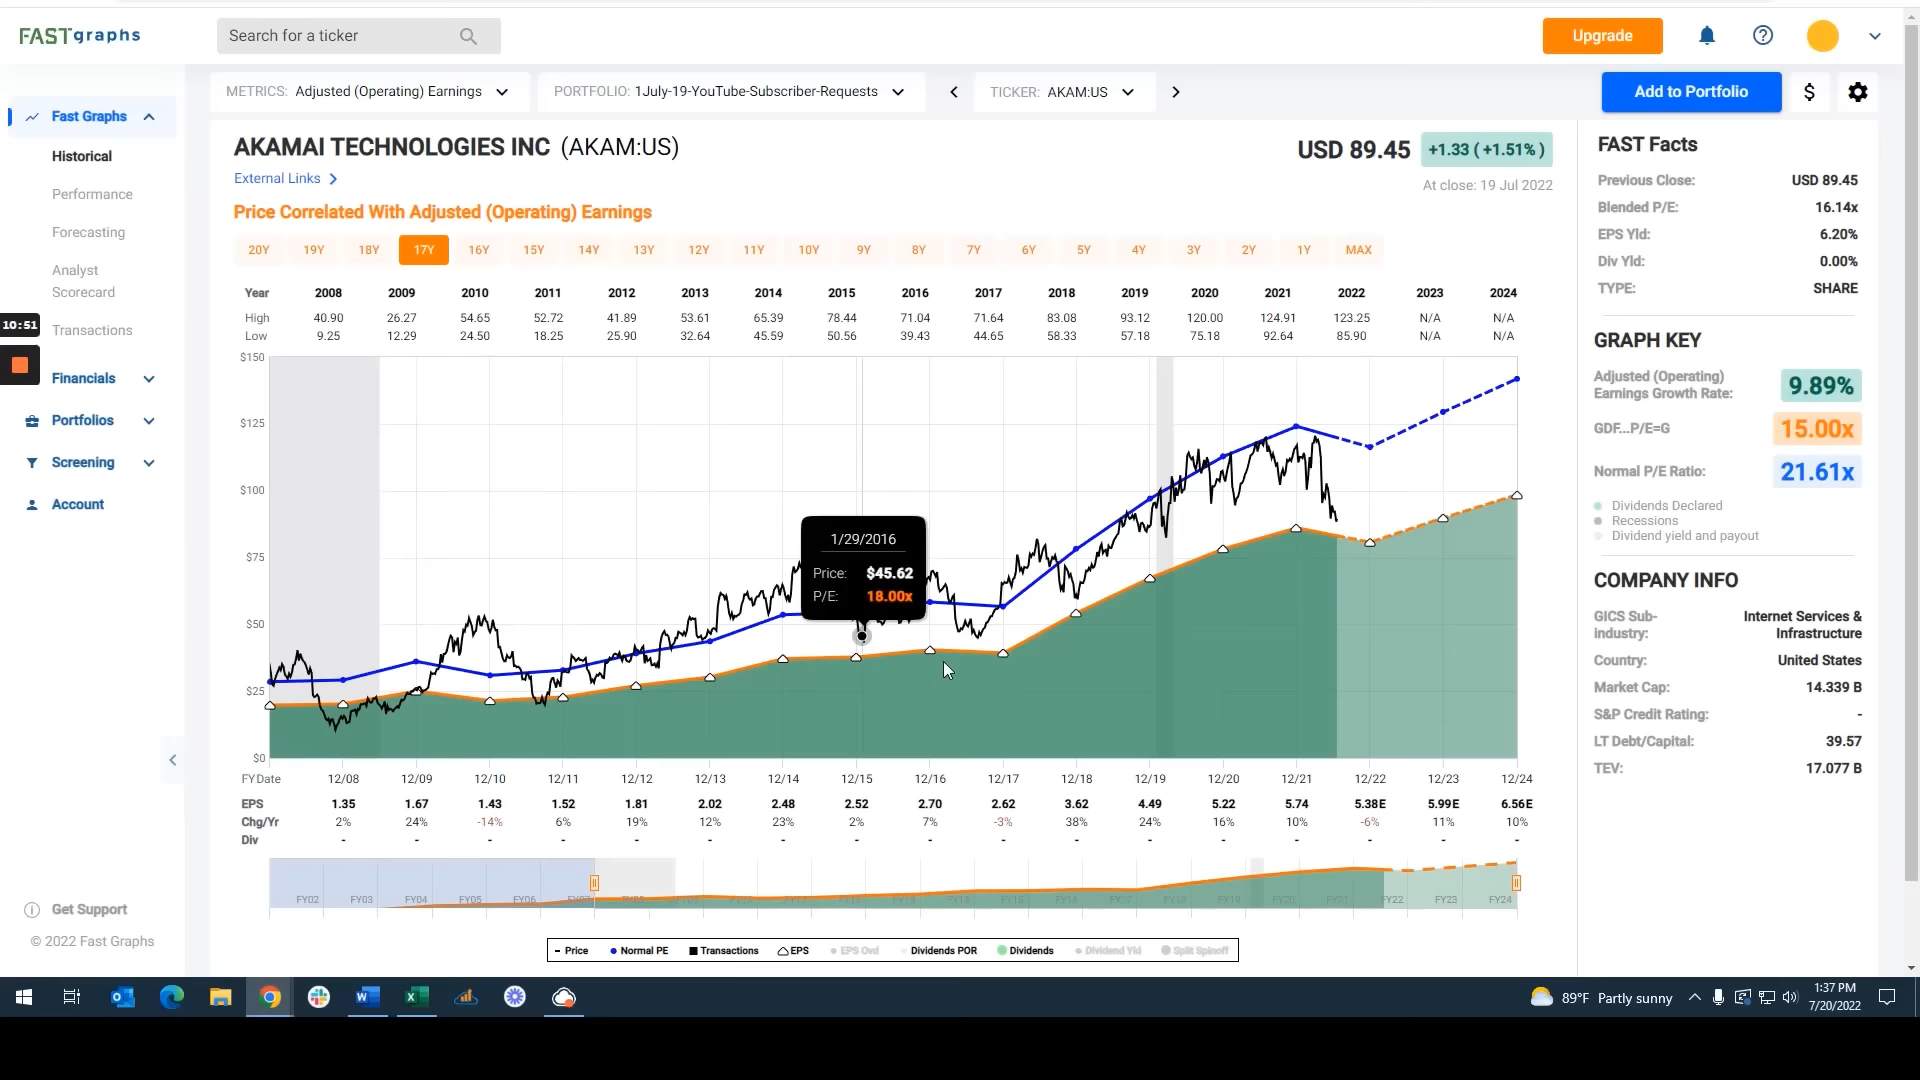 FAST graphs
Search for a ticker
Upgrade
METRICS: Adjusted (Operating) Earnings
PORTFOLIO: 1July-19-YouTube-Subscriber-Requests
TICKER: AKAM:US
Add to Portfolio
$
Fast Graphs
Historical
Performance
Forecasting
Analyst
Scorecard
Transactions
10:51
Financials
Portfolios
Screening
Account
Get Support
© 2022 Fast Graphs
AKAMAI TECHNOLOGIES INC (AKAM:US)
External Links
USD 89.45 +1.33 ( +1.51% )
At close: 19 Jul 2022
Price Correlated With Adjusted (Operating) Earnings
20Y 19Y 18Y 17Y 16Y 15Y 14Y 13Y 12Y 11Y 10Y 9Y 8Y 7Y 6Y 5Y 4Y 3Y 2Y 1Y MAX
Year 2008 2009 2010 2011 2012 2013 2014 2015 2016 2017 2018 2019 2020 2021 2022 2023 2024
High 40.90 26.27 54.65 52.72 41.89 53.61 65.39 78.44 71.04 71.64 83.08 93.12 120.00 124.91 123.25 N/A N/A
Low 9.25 12.29 24.50 18.25 25.90 32.64 45.59 50.56 39.43 44.65 58.33 57.18 75.18 92.64 85.90 N/A N/A
$150
$125
$100
$75
$50
$25
$0
1/29/2016
Price: $45.62
P/E: 18.00x
FY Date 12/08 12/09 12/10 12/11 12/12 12/13 12/14 12/15 12/16 12/17 12/18 12/19 12/20 12/21 12/22 12/23 12/24
EPS 1.35 1.67 1.43 1.52 1.81 2.02 2.48 2.52 2.70 2.62 3.62 4.49 5.22 5.74 5.38E 5.99E 6.56E
Chg/Yr 2% 24% -14% 6% 19% 12% 23% 2% 7% -3% 38% 24% 16% 10% -6% 11% 10%
Div - - - - - - - - - - - - - - - - -
FY02 FY03 FY04 FY05 FY06 FY22 FY23 FY24
Price Normal PE Transactions EPS EPS Ovd Dividends POR Dividends Dividend Yld Split Spinoff
FAST Facts
Previous Close: USD 89.45
Blended P/E: 16.14x
EPS Yld: 6.20%
Div Yld: 0.00%
TYPE: SHARE
GRAPH KEY
Adjusted (Operating)
Earnings Growth Rate: 9.89%
GDF...P/E=G 15.00x
Normal P/E Ratio: 21.61x
Dividends Declared
Recessions
Dividend yield and payout
COMPANY INFO
GICS Sub-industry: Internet Services & Infrastructure
Country: United States
Market Cap: 14.339 B
S&P Credit Rating: -
LT Debt/Capital: 39.57
TEV: 17.077 B
89°F Partly sunny
1:37 PM
7/20/2022